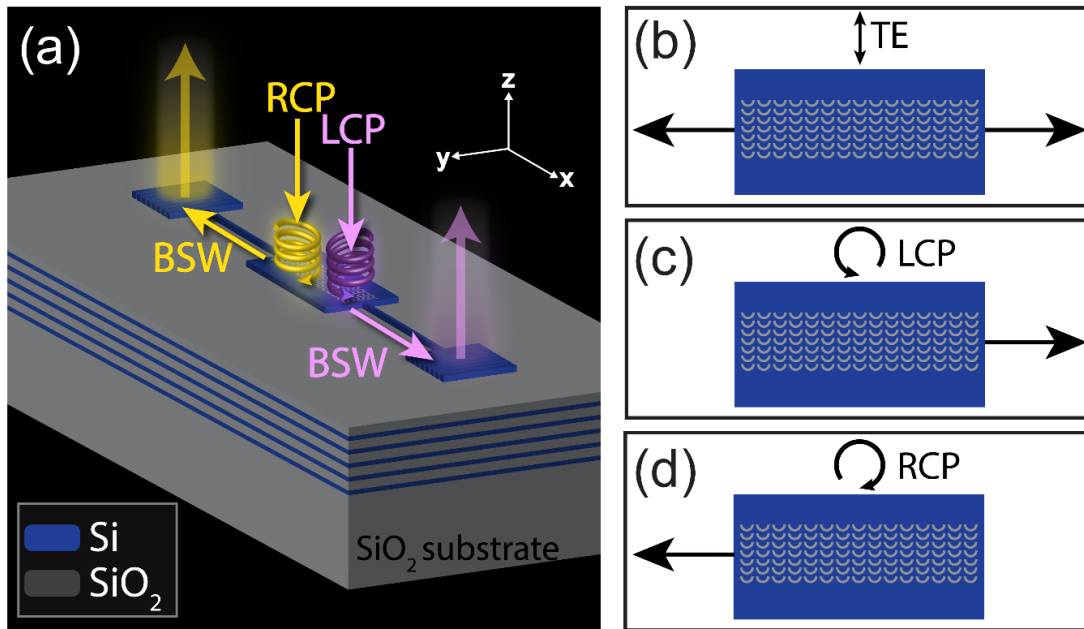 (a)
RCP
LCP
z
y
x
BSW
BSW
Si
SiO₂
SiO₂ substrate
(b)
TE
(c)
LCP
(d)
RCP